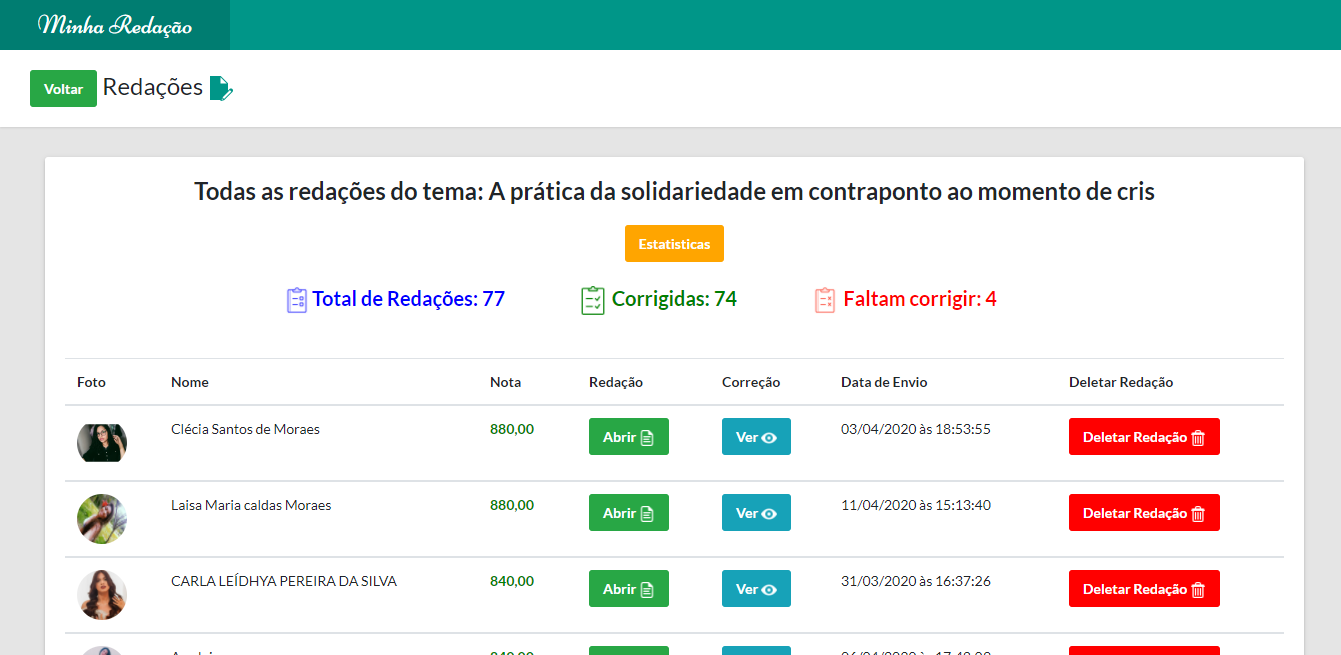 Minha Redação
Voltar Redações
Todas as redações do tema: A prática da solidariedade em contraponto ao momento de cris
Estatisticas
Total de Redações: 77 Corrigidas: 74 Faltam corrigir: 4
Foto Nome Nota Redação Correção Data de Envio Deletar Redação
Clécia Santos de Moraes 880,00 Abrir Ver 03/04/2020 às 18:53:55 Deletar Redação
Laisa Maria caldas Moraes 880,00 Abrir Ver 11/04/2020 às 15:13:40 Deletar Redação
CARLA LEÍDHYA PEREIRA DA SILVA 840,00 Abrir Ver 31/03/2020 às 16:37:26 Deletar Redação